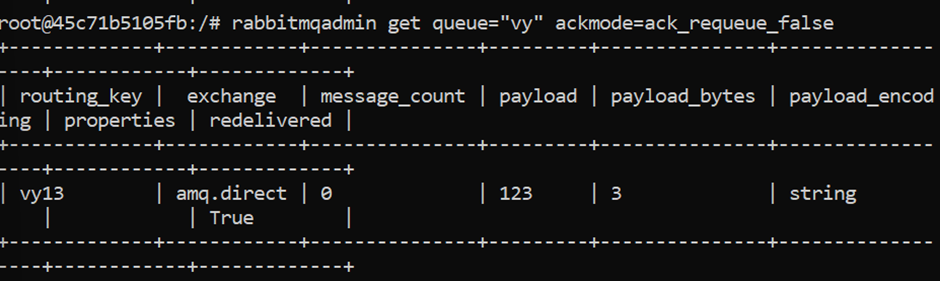 root@45c71b5105fb:/# rabbitmqadmin get queue="vy" ackmode=ack_requeue_false
+-------------+------------+---------------+---------+---------------+-------------
----+------------+-------------+
| routing_key |  exchange  | message_count | payload | payload_bytes | payload_encod
ing | properties | redelivered |
+-------------+------------+---------------+---------+---------------+-------------
----+------------+-------------+
| vy13        | amq.direct | 0             | 123     | 3             | string
    |            | True        |
+-------------+------------+---------------+---------+---------------+-------------
----+------------+-------------+